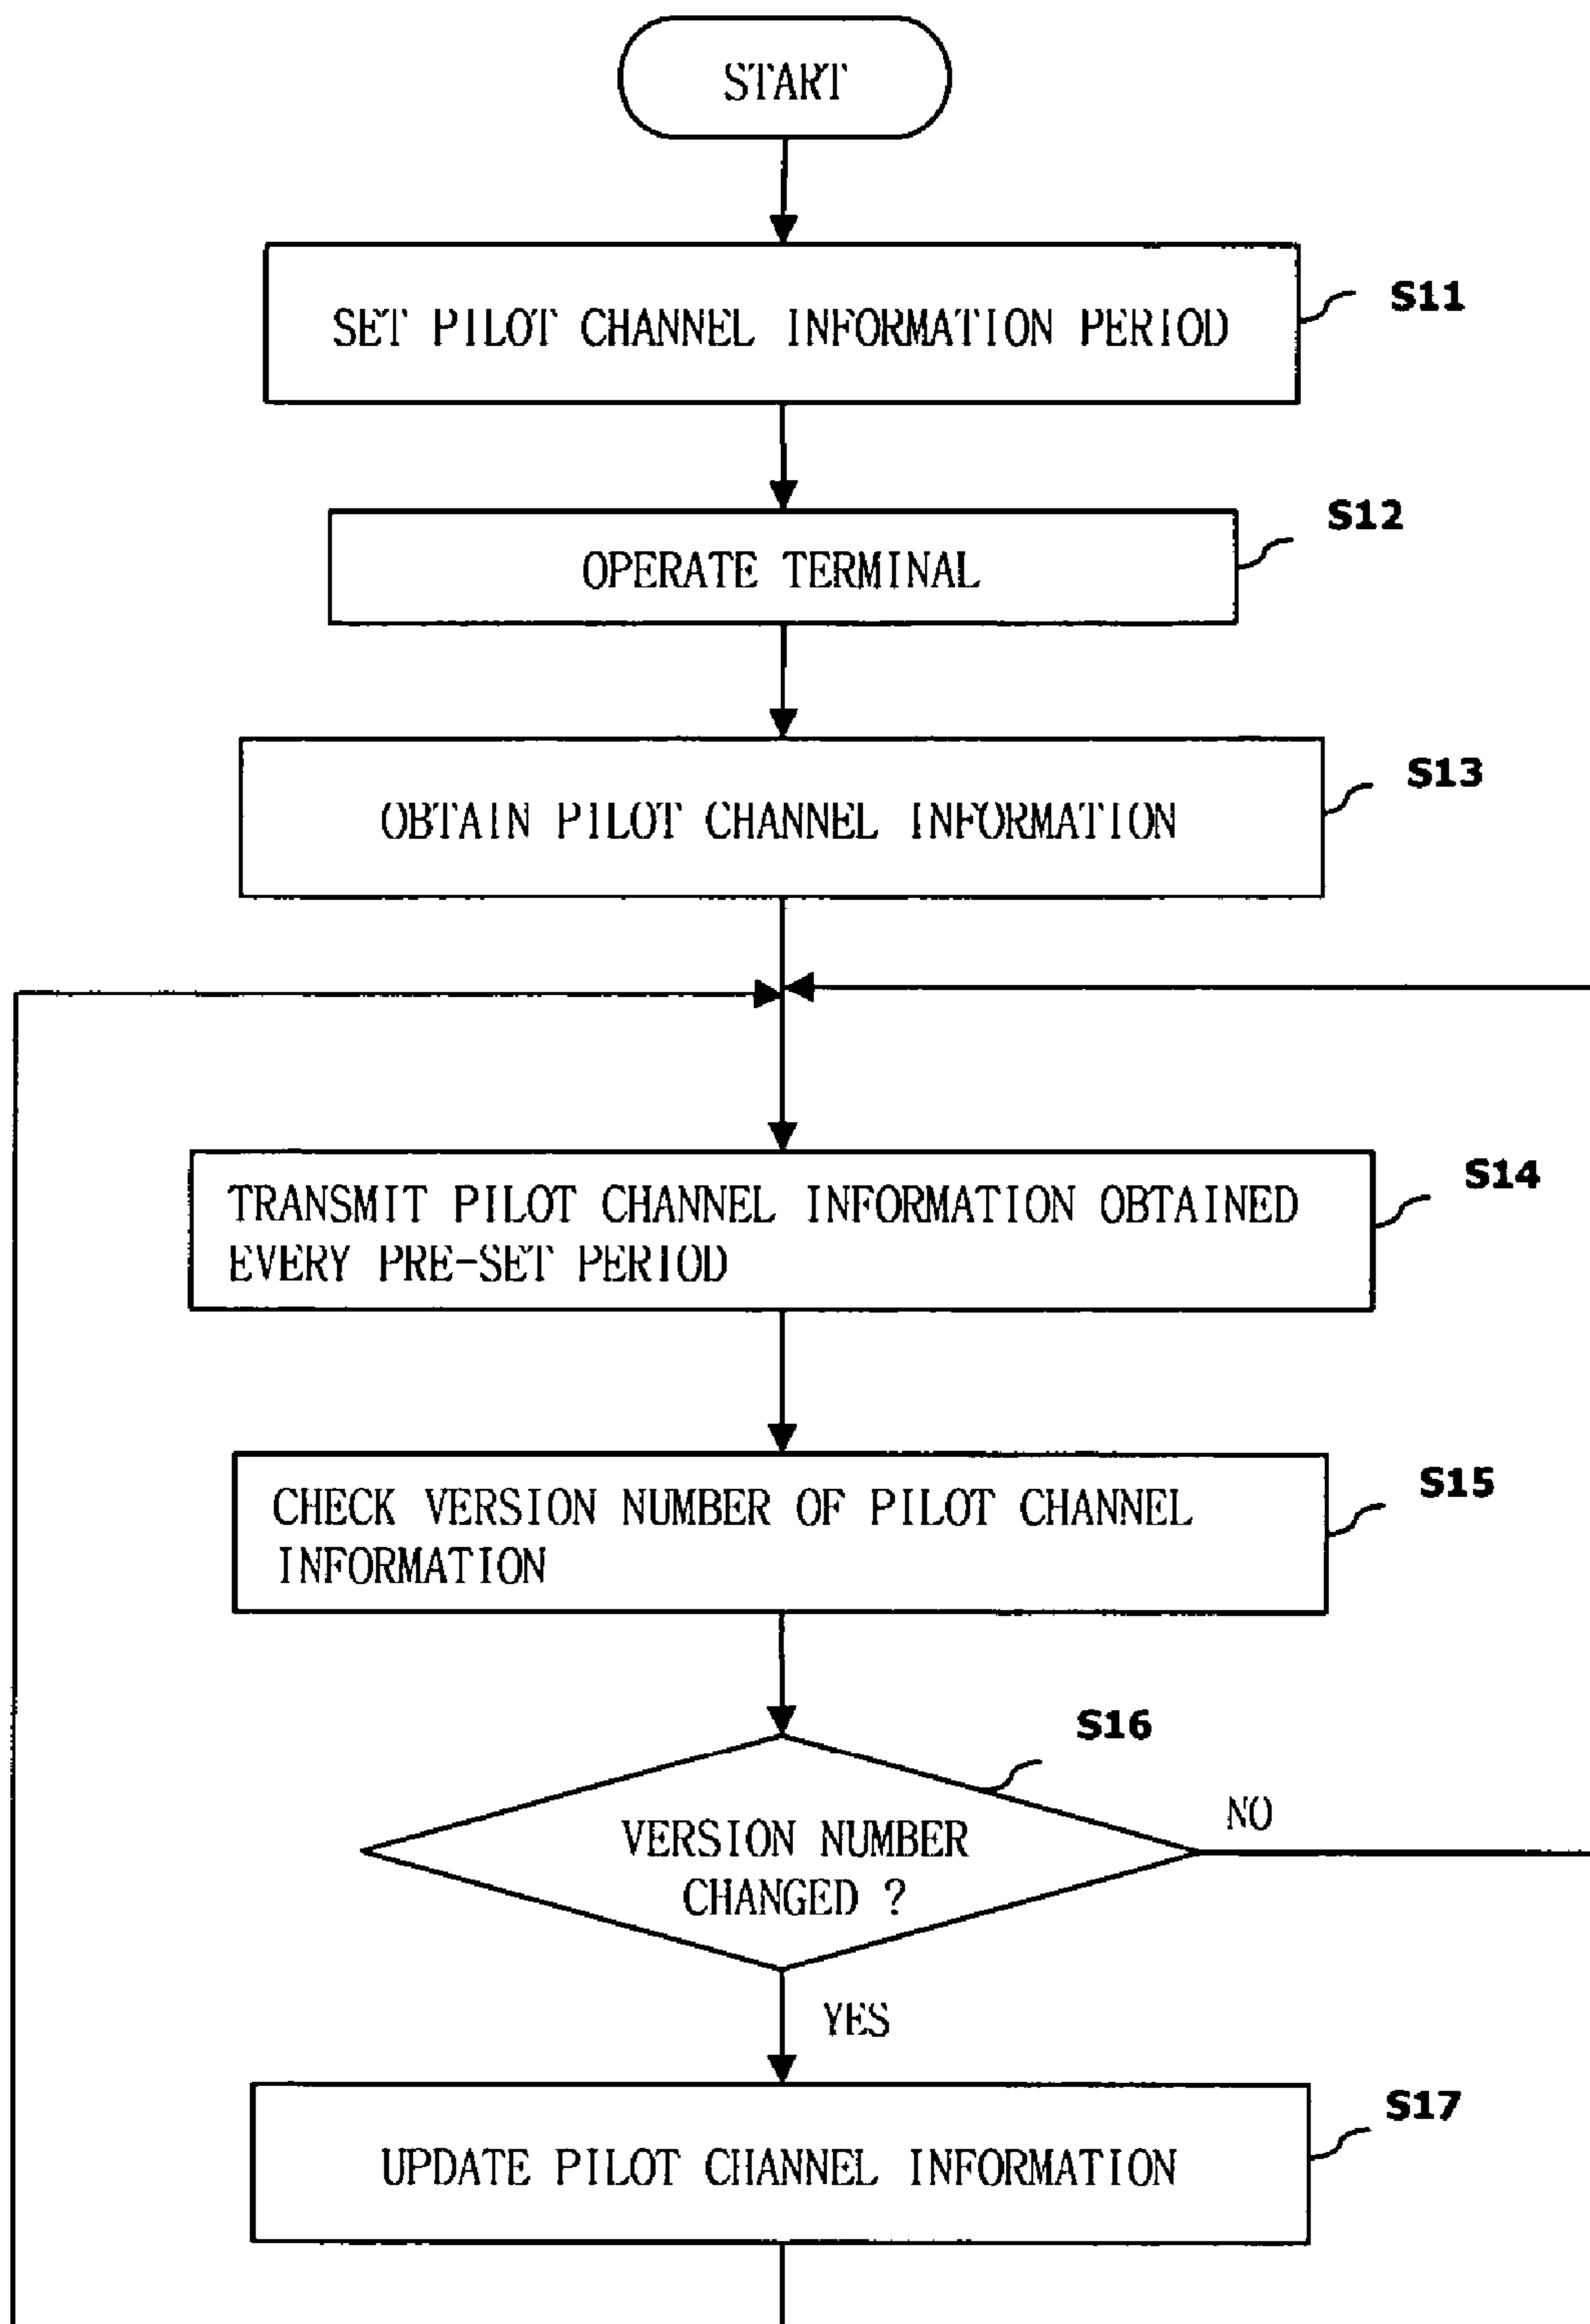 START
SET PILOT CHANNEL INFORMATION PERIOD
S11
OPERATE TERMINAL
S12
OBTAIN PILOT CHANNEL INFORMATION
S13
TRANSMIT PILOT CHANNEL INFORMATION OBTAINED
EVERY PRE-SET PERIOD
S14
CHECK VERSION NUMBER OF PILOT CHANNEL
INFORMATION
S15
VERSION NUMBER
CHANGED ?
S16
NO
YES
UPDATE PILOT CHANNEL INFORMATION
S17